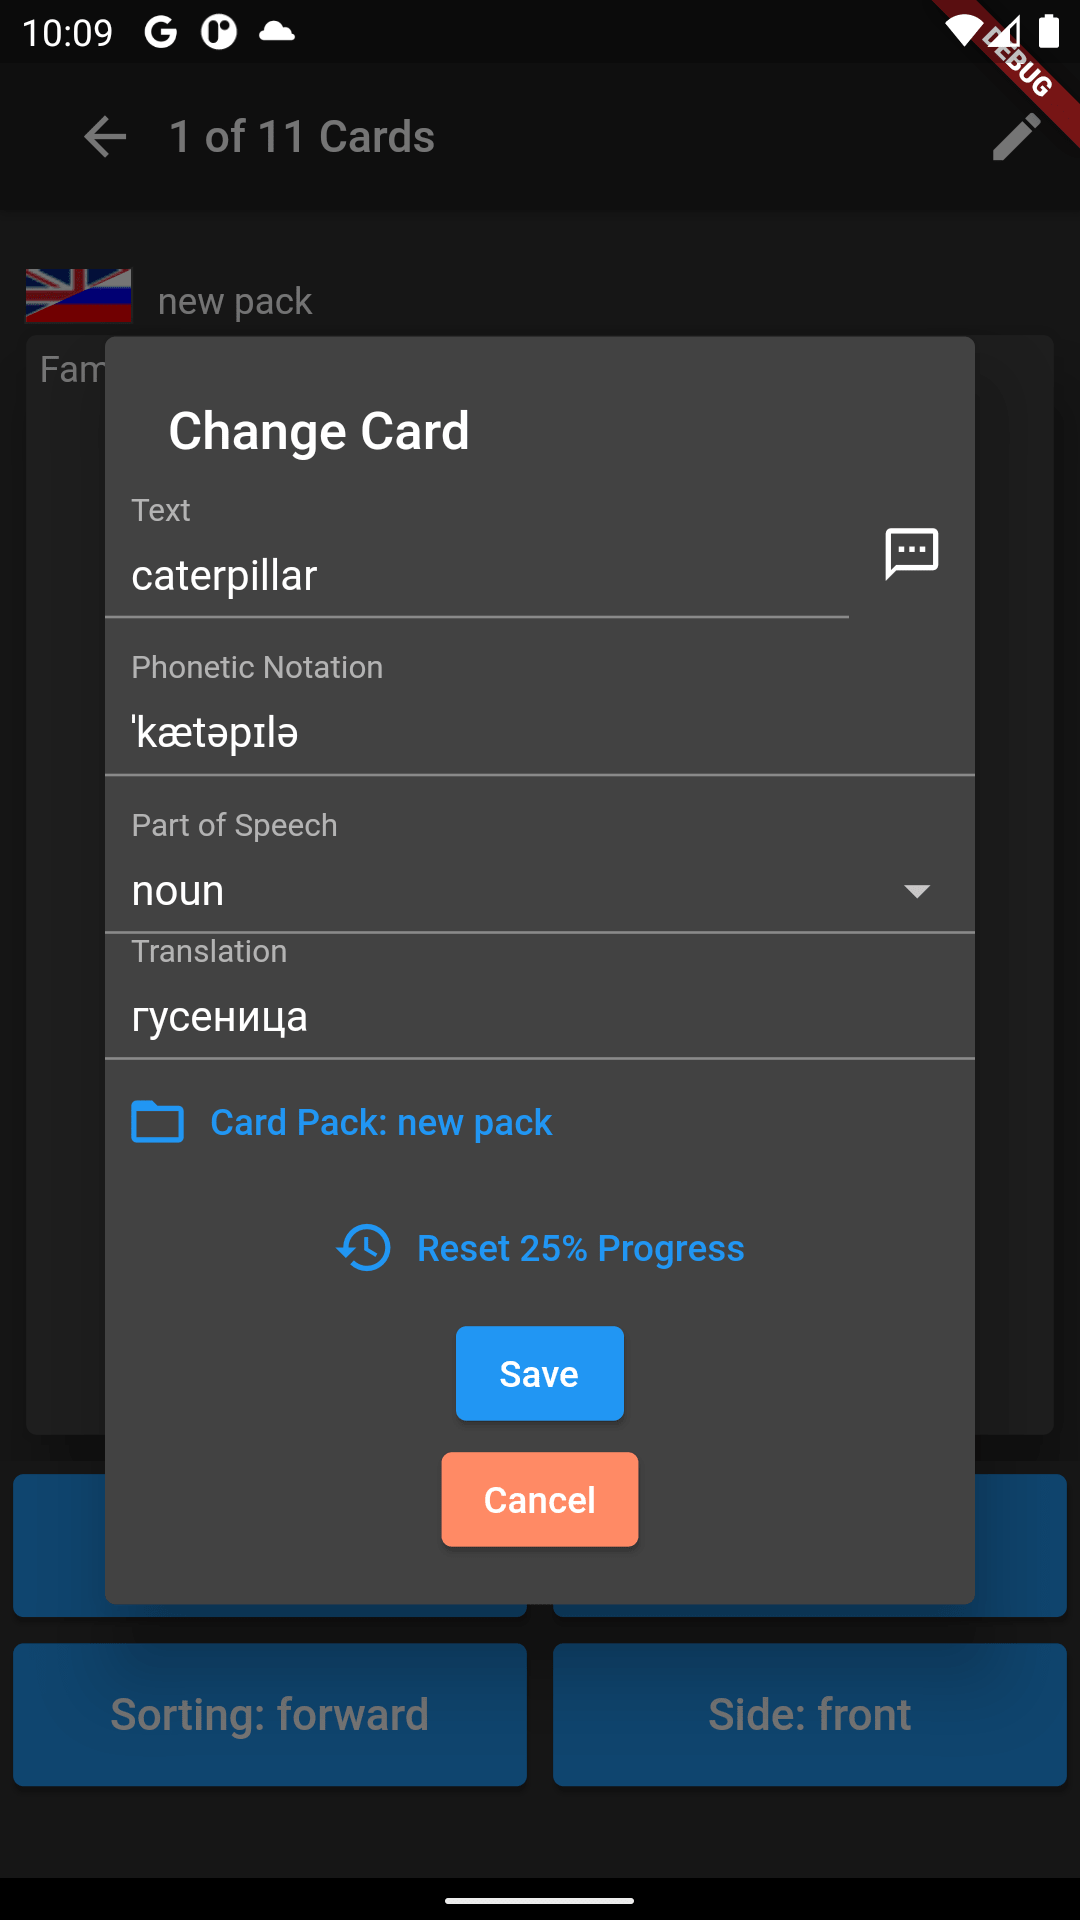 10:09
DEBUG
1 of 11 Cards
new pack
Fam
Change Card
Text
caterpillar
Phonetic Notation
ˈkætəpɪlə
Part of Speech
noun
Translation
гусеница
Card Pack: new pack
Reset 25% Progress
Save
Cancel
Sorting: forward
Side: front